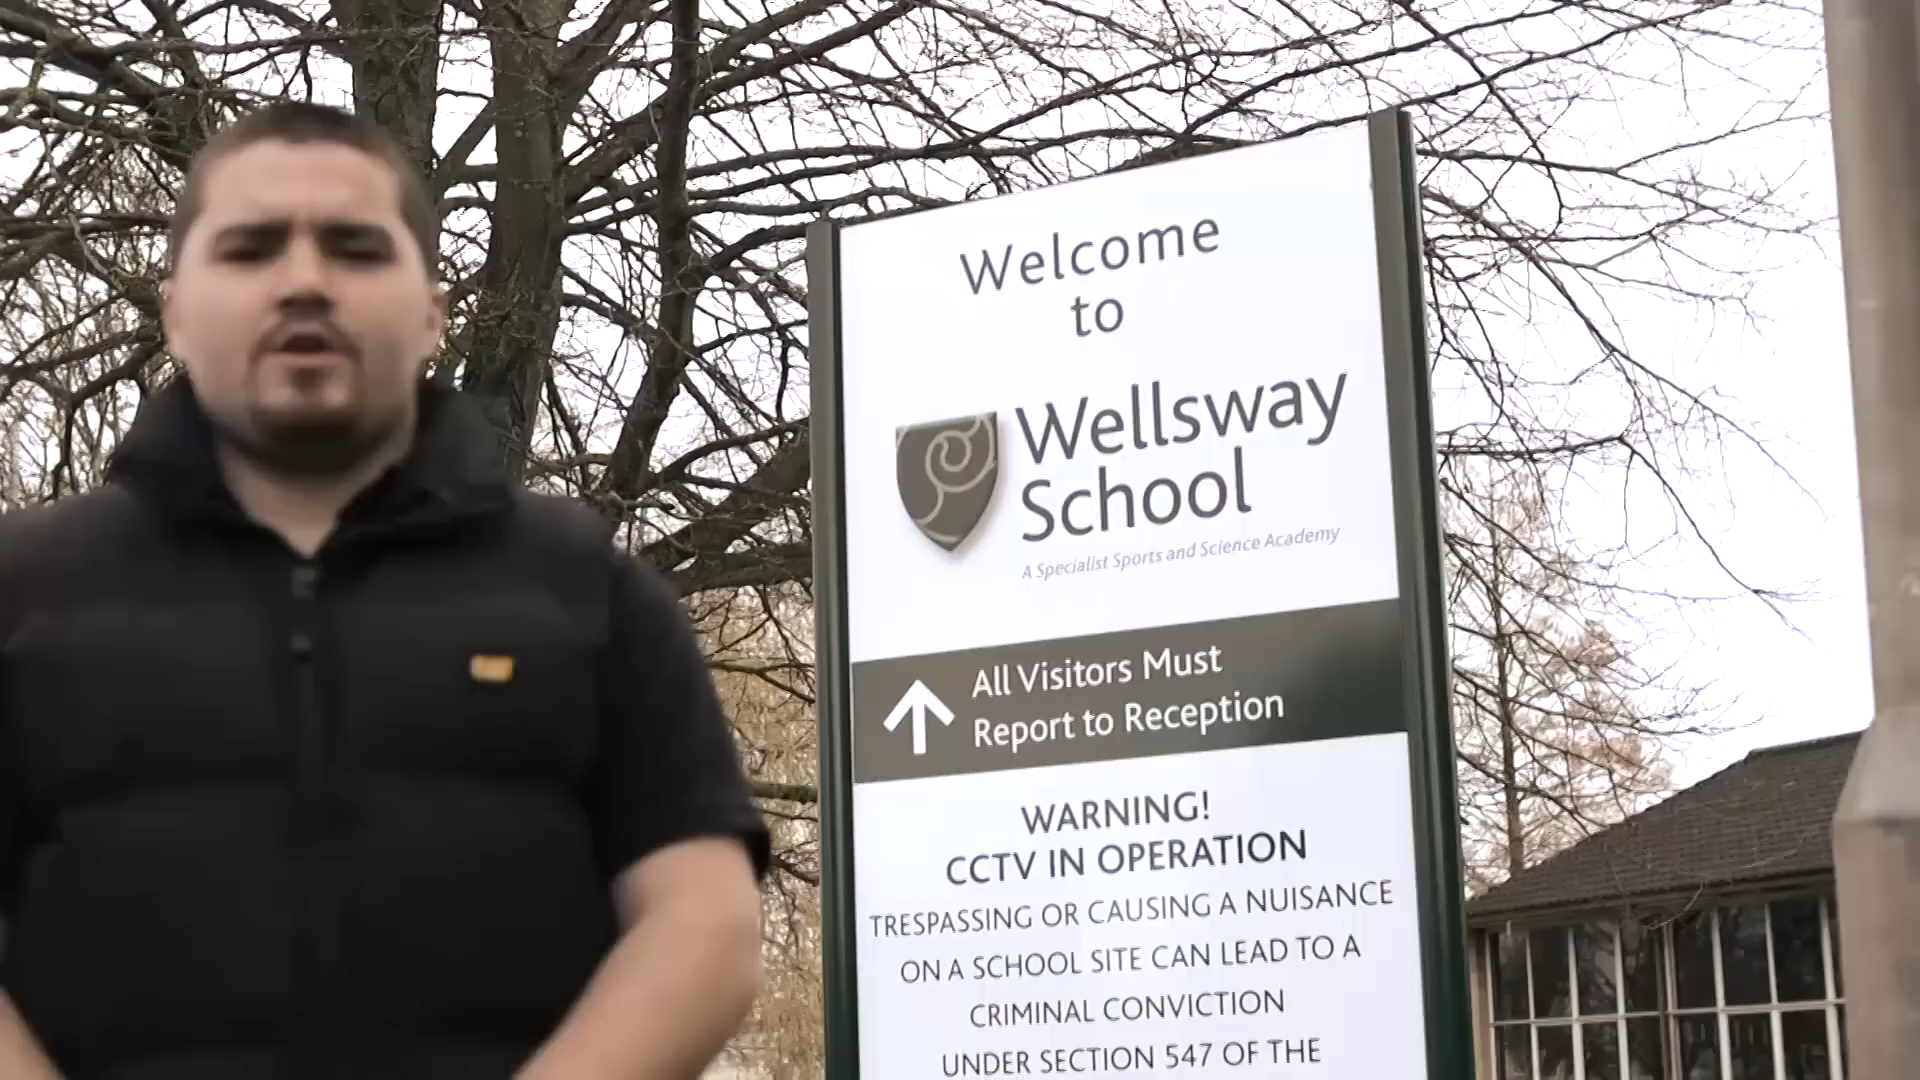 Welcome
to
Wellsway
School
A Specialist Sports and Science Academy
All Visitors Must
Report to Reception
WARNING!
CCTV IN OPERATION
TRESPASSING OR CAUSING A NUISANCE
ON A SCHOOL SITE CAN LEAD TO A
CRIMINAL CONVICTION
UNDER SECTION 547 OF THE